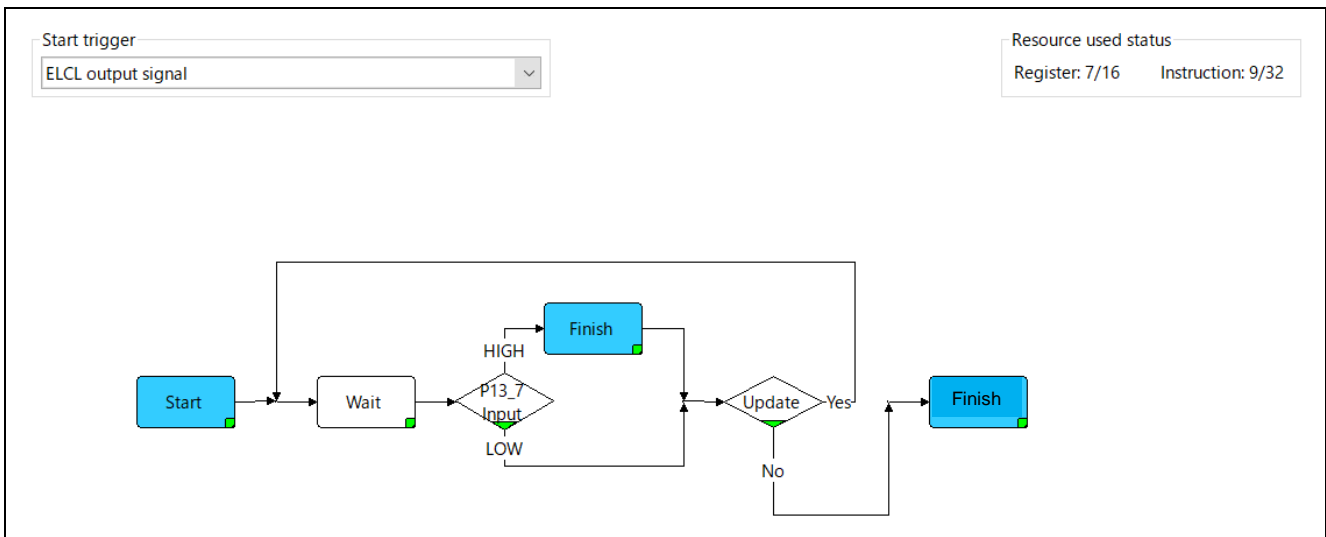 Start trigger
ELCL output signal
Resource used status
Register: 7/16 Instruction: 9/32
Finish
HIGH
Start
Wait
P13_7
Input
LOW
Update
Yes
No
Finish